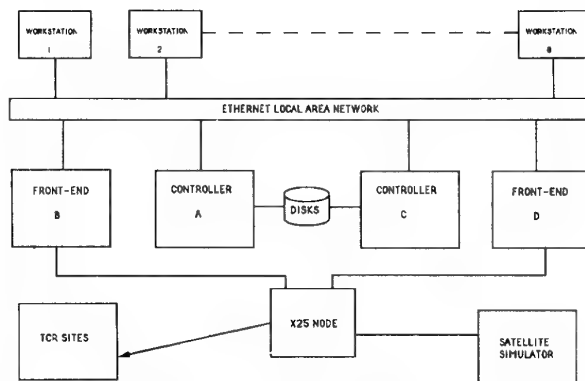 WORKSTATION
1
WORKSTATION
2
WORKSTATION
8
ETHERNET LOCAL AREA NETWORK
FRONT-END
B
CONTROLLER
A
DISKS
CONTROLLER
C
FRONT-END
D
TCR SITES
X25 NODE
SATELLITE
SIMULATOR